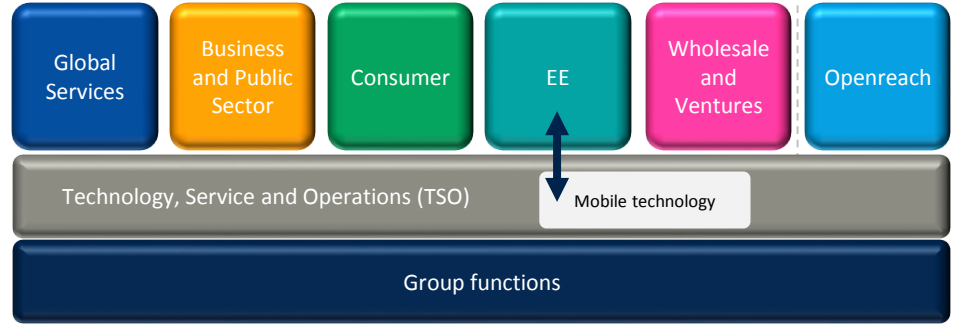 Global
Services
Business
and Public
Sector
Consumer
EE
Wholesale
and
Ventures
Openreach
Technology, Service and Operations (TSO)
Mobile technology
Group functions